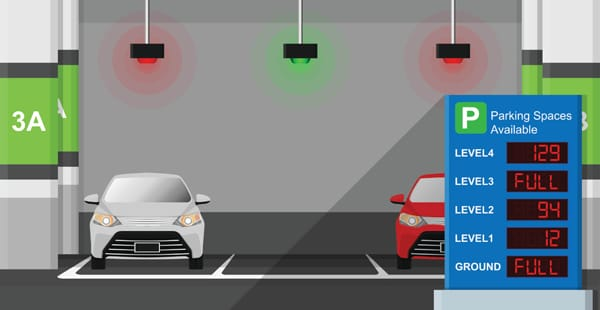 3A
A
P
Parking Spaces
Available
LEVEL4 129
LEVEL3 FULL
LEVEL2 94
LEVEL1 12
GROUND FULL